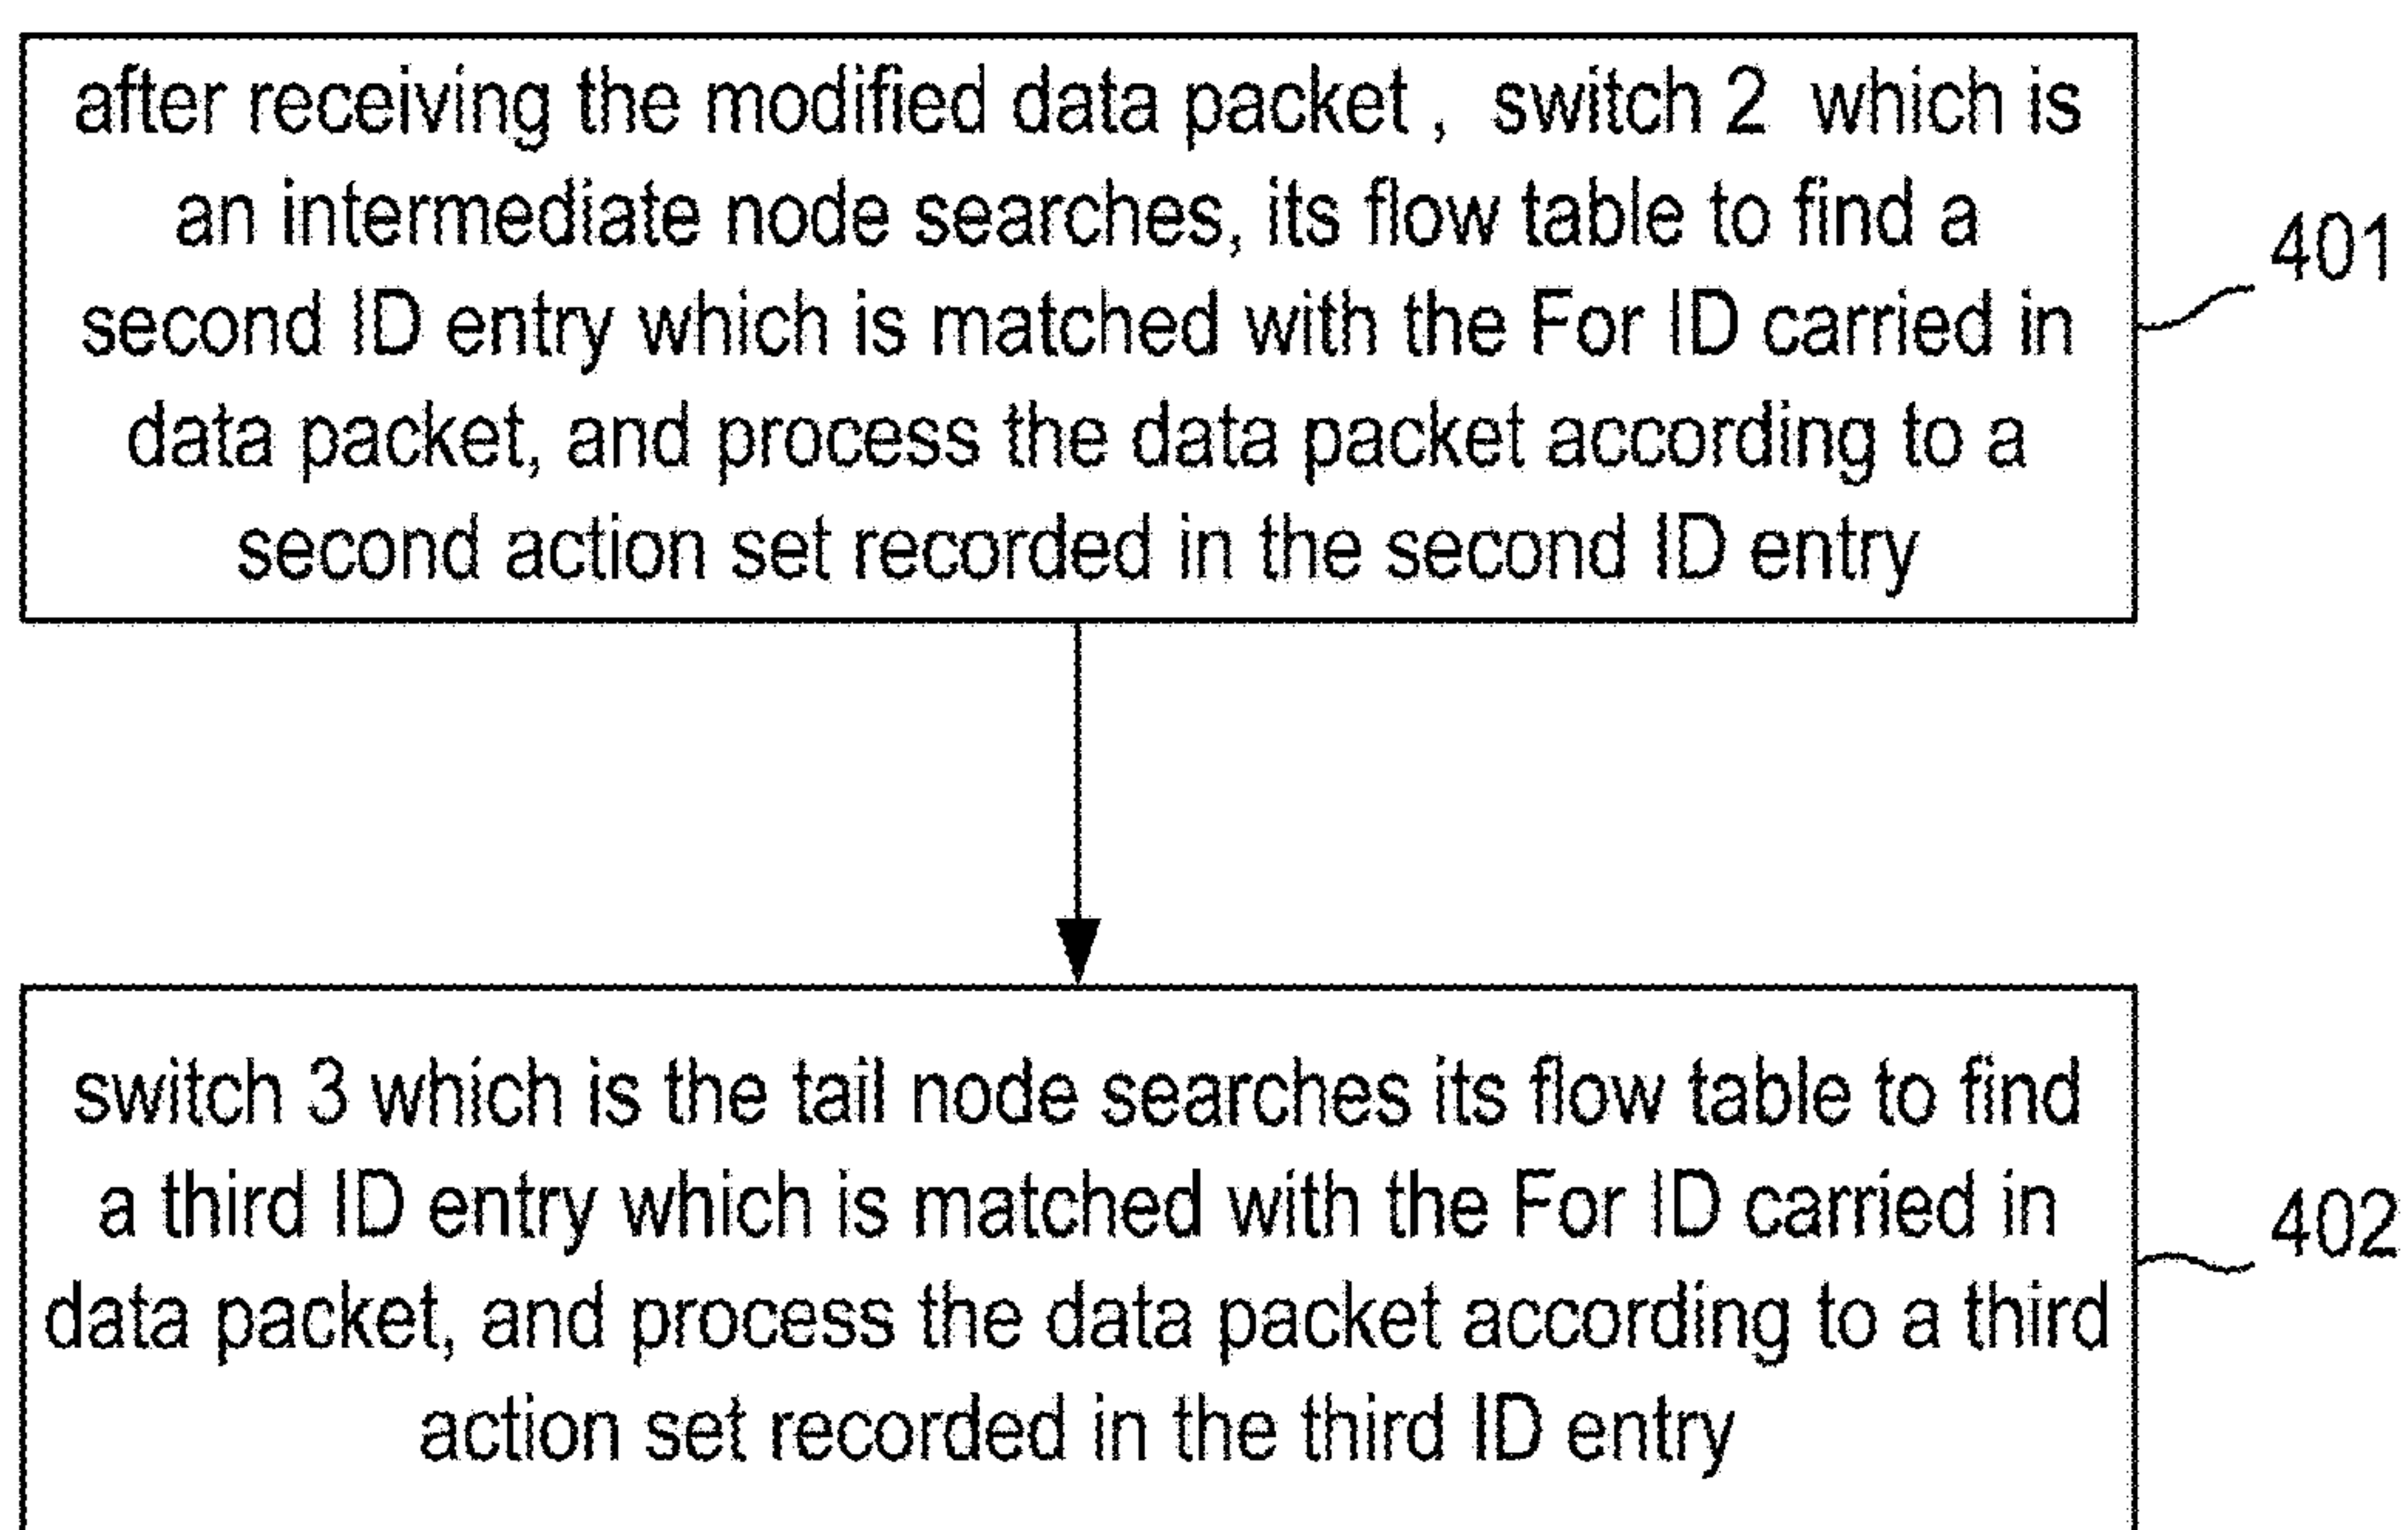 after receiving the modified data packet , switch 2 which is
an intermediate node searches, its flow table to find a
second ID entry which is matched with the For ID carried in
data packet, and process the data packet according to a
second action set recorded in the second ID entry
401
switch 3 which is the tail node searches its flow table to find
a third ID entry which is matched with the For ID carried in
data packet, and process the data packet according to a third
action set recorded in the third ID entry
402